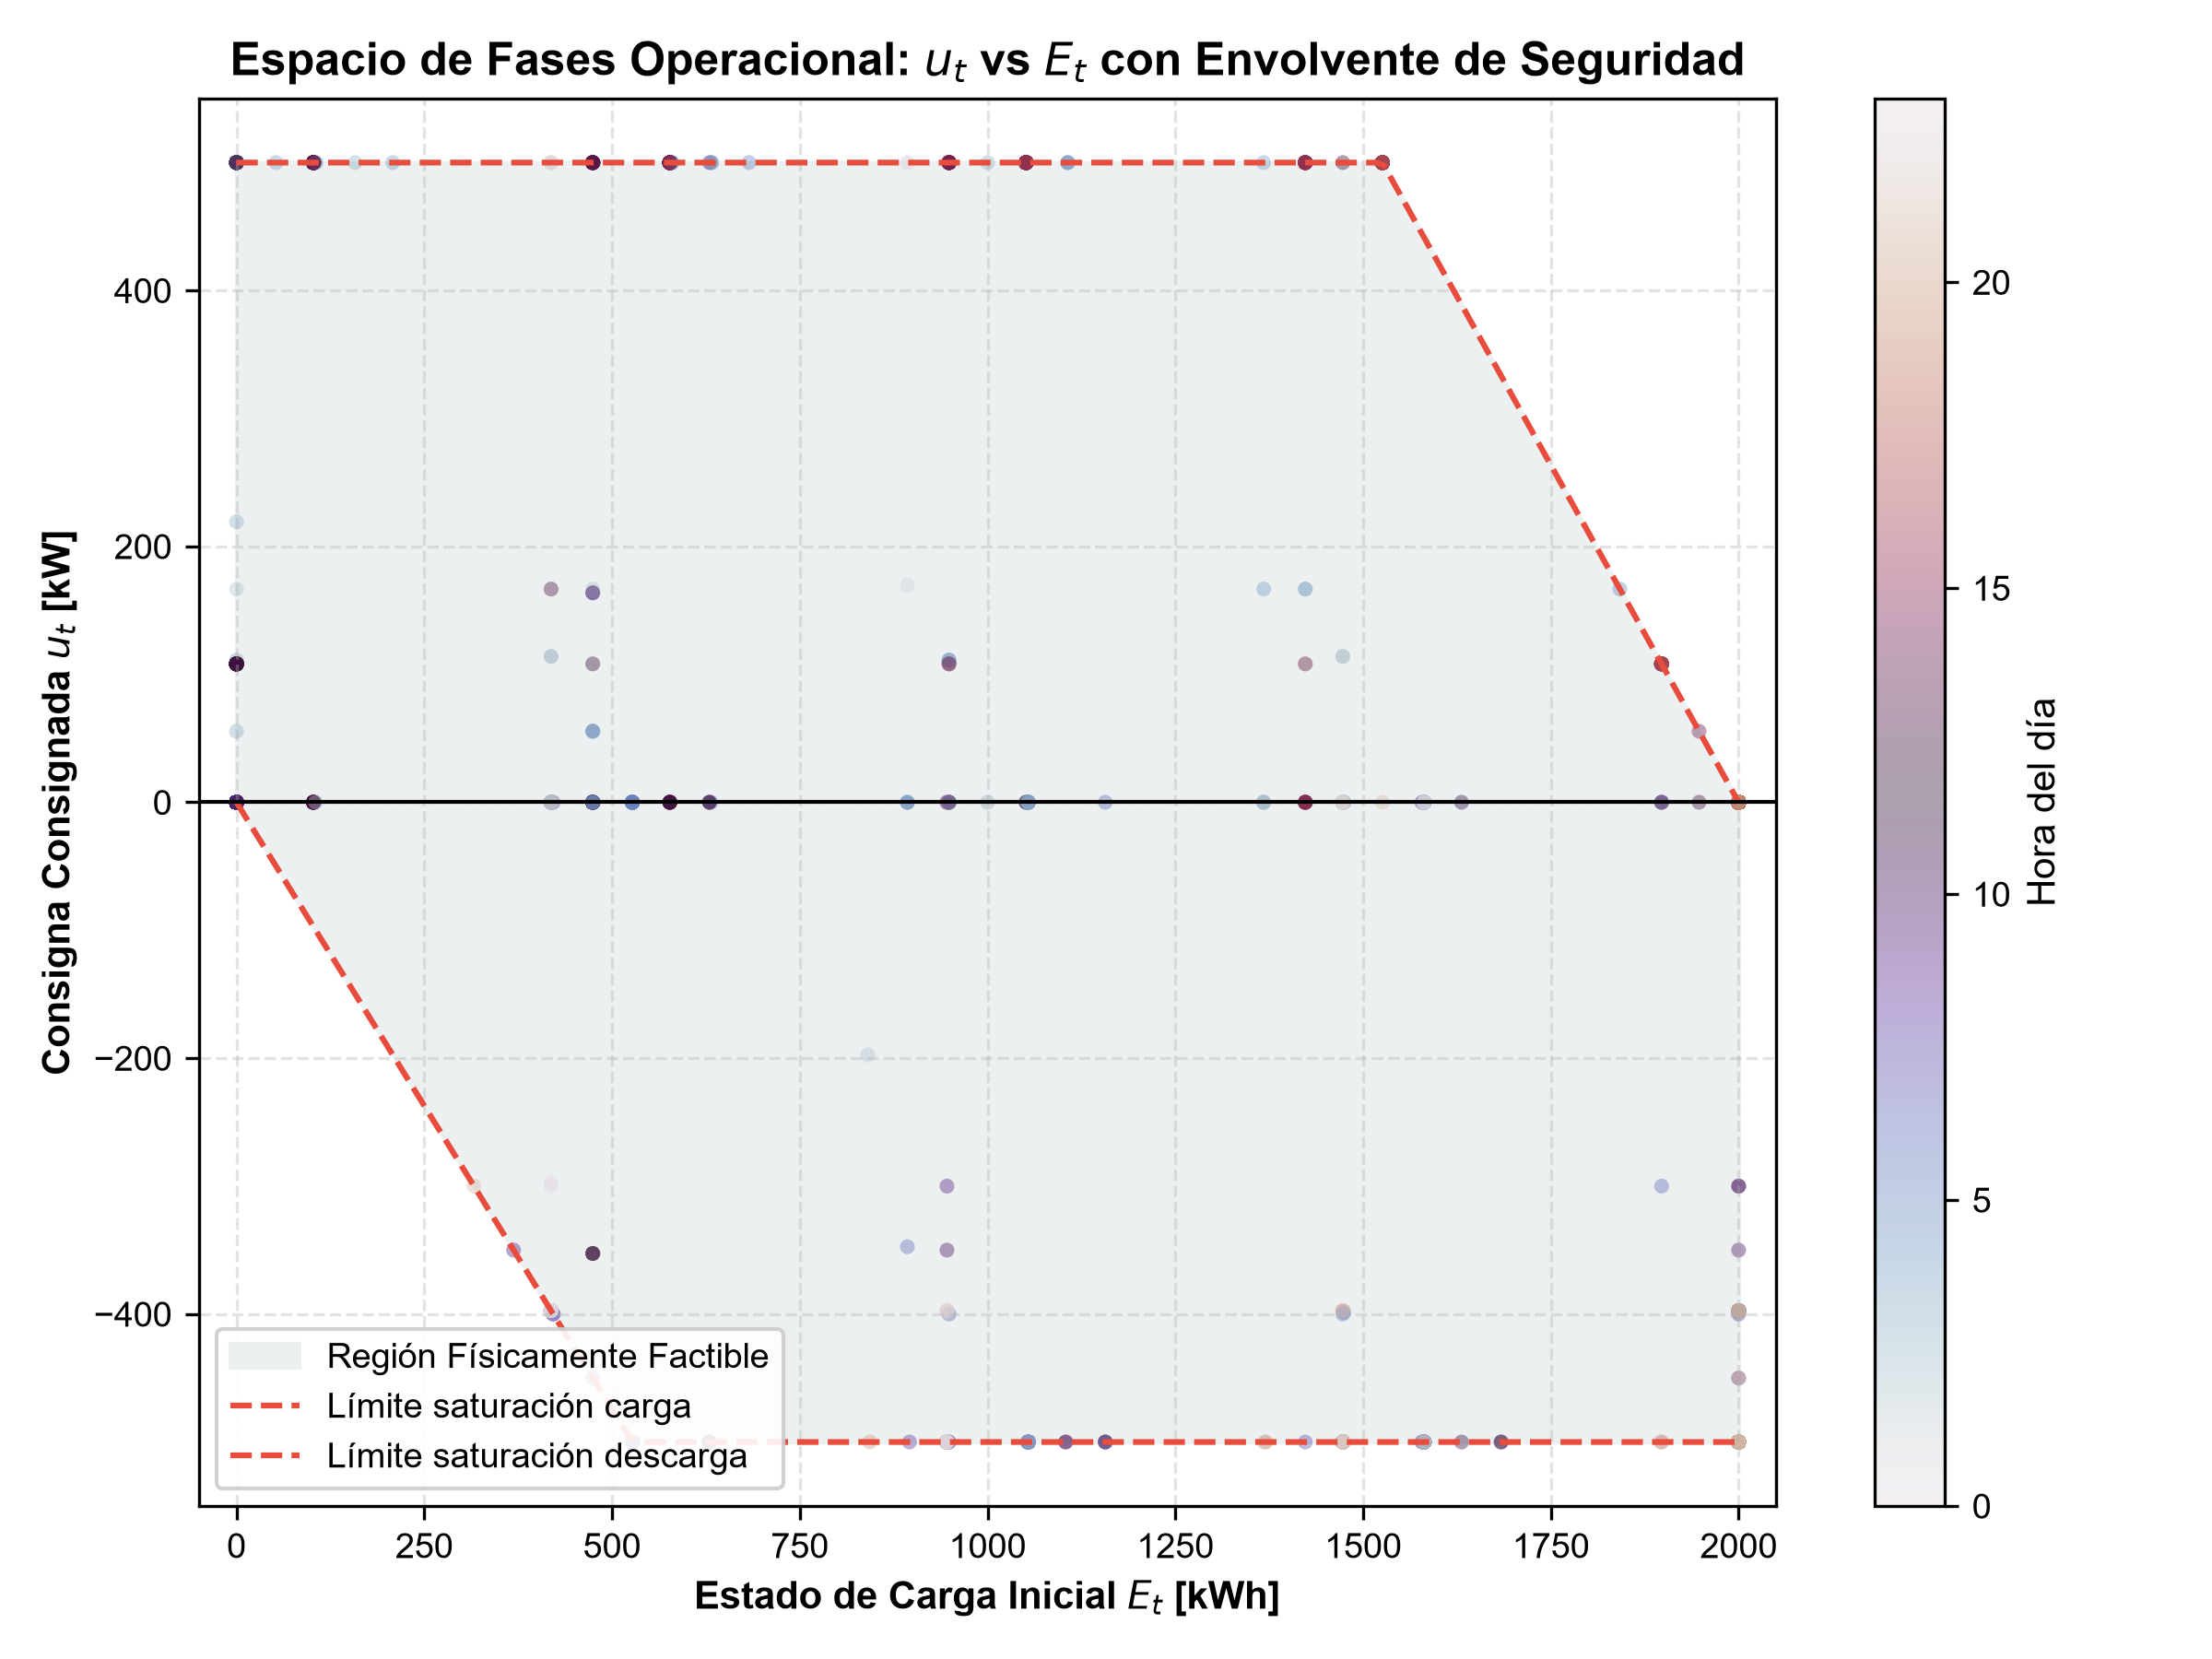 Espacio de Fases Operacional: u_t vs E_t con Envolvente de Seguridad
Consigna Consignada u_t [kW]
400
200
0
−200
−400
Región Físicamente Factible
Límite saturación carga
Límite saturación descarga
0 250 500 750 1000 1250 1500 1750 2000
Estado de Carga Inicial E_t [kWh]
20
15
10
5
0
Hora del día